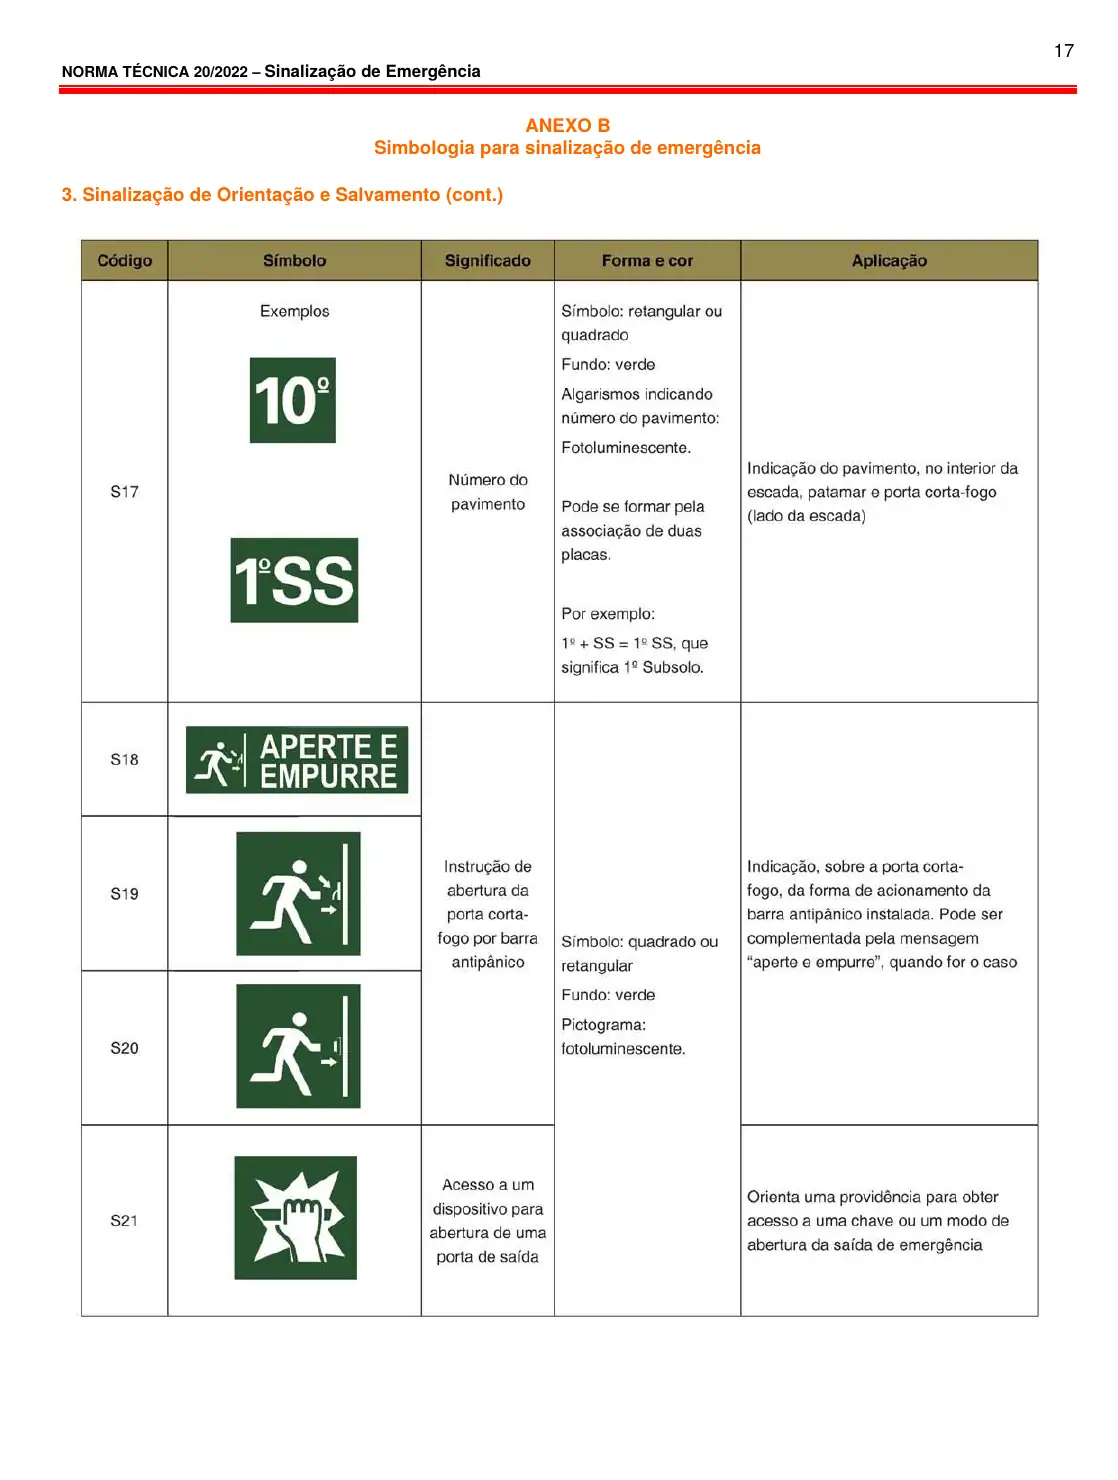 17
NORMA TÉCNICA 20/2022 – Sinalização de Emergência
ANEXO B
Simbologia para sinalização de emergência
3. Sinalização de Orientação e Salvamento (cont.)
Código Símbolo Significado Forma e cor Aplicação
S17
Exemplos
10º
1ºSS
Número do
pavimento
Símbolo: retangular ou
quadrado
Fundo: verde
Algarismos indicando
número do pavimento:
Fotoluminescente.
Pode se formar pela
associação de duas
placas.
Por exemplo:
1º + SS = 1º SS, que
significa 1º Subsolo.
Indicação do pavimento, no interior da
escada, patamar e porta corta-fogo
(lado da escada)
S18
APERTE E
EMPURRE
S19
S20
Instrução de
abertura da
porta corta-
fogo por barra
antipânico
Símbolo: quadrado ou
retangular
Fundo: verde
Pictograma:
fotoluminescente.
Indicação, sobre a porta corta-
fogo, da forma de acionamento da
barra antipânico instalada. Pode ser
complementada pela mensagem
“aperte e empurre”, quando for o caso
S21
Acesso a um
dispositivo para
abertura de uma
porta de saída
Orienta uma providência para obter
acesso a uma chave ou um modo de
abertura da saída de emergência